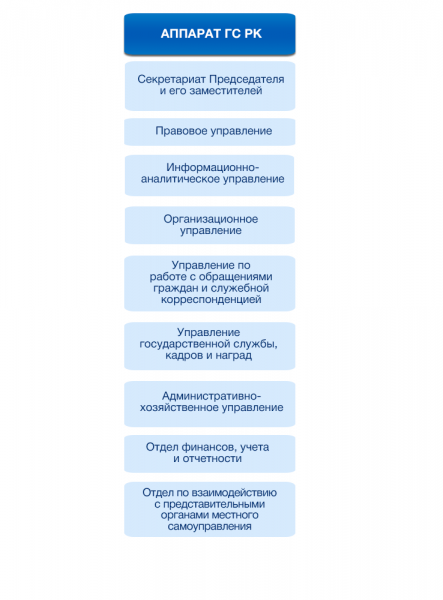 АППАРАТ ГС РК
Секретариат Председателя
и его заместителей
Правовое управление
Информационно-
аналитическое управление
Организационное
управление
Управление по
работе с обращениями
граждан и служебной
корреспонденцией
Управление
государственной службы,
кадров и наград
Административно-
хозяйственное управление
Отдел финансов, учета
и отчетности
Отдел по взаимодействию
с представительными
органами местного
самоуправления